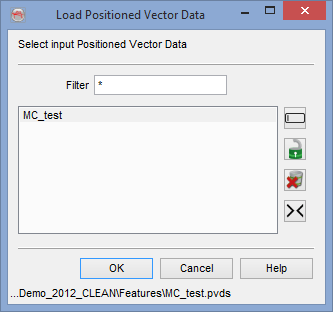 Load Positioned Vector Data
Select input Positioned Vector Data
Filter *
MC_test
OK Cancel Help
...Demo_2012_CLEAN\Features\MC_test.pvds